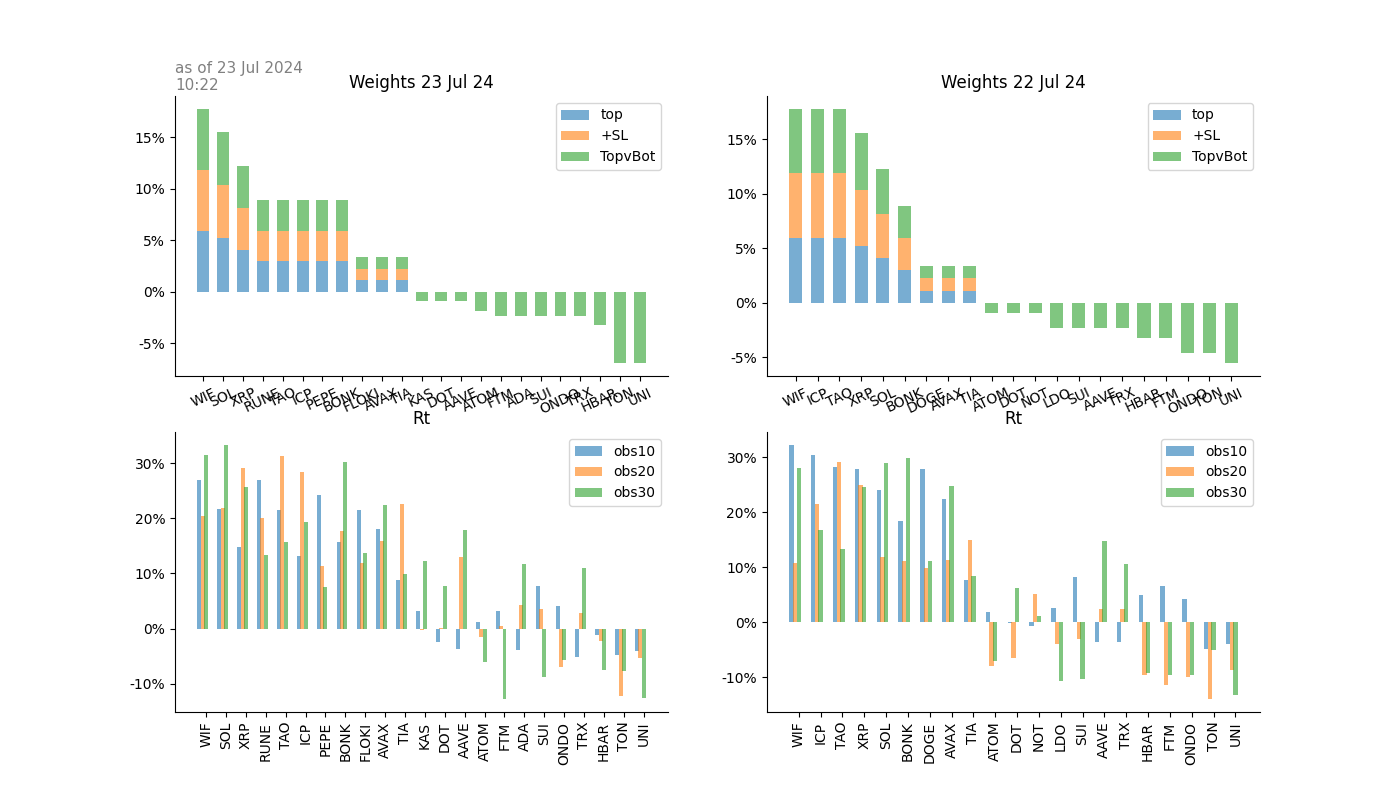 as of 23 Jul 2024
10:22
Weights 23 Jul 24
15%
10%
5%
0%
-5%
top
+SL
TopvBot
WIF SOL XRP RUNE TAO ICP PEPE BONK FLOKI AVAX TIA KAS DOT AAVE ATOM FTM ADA SUI ONDO TRX HBAR TON UNI
Weights 22 Jul 24
15%
10%
5%
0%
-5%
top
+SL
TopvBot
WIF ICP TAO XRP SOL BONK DOGE AVAX TIA ATOM DOT NOT LDO SUI AAVE TRX HBAR FTM ONDO TON UNI
Rt
30%
20%
10%
0%
-10%
obs10
obs20
obs30
WIF SOL XRP RUNE TAO ICP PEPE BONK FLOKI AVAX TIA KAS DOT AAVE ATOM FTM ADA SUI ONDO TRX HBAR TON UNI
Rt
30%
20%
10%
0%
-10%
obs10
obs20
obs30
WIF ICP TAO XRP SOL BONK DOGE AVAX TIA ATOM DOT NOT LDO SUI AAVE TRX HBAR FTM ONDO TON UNI